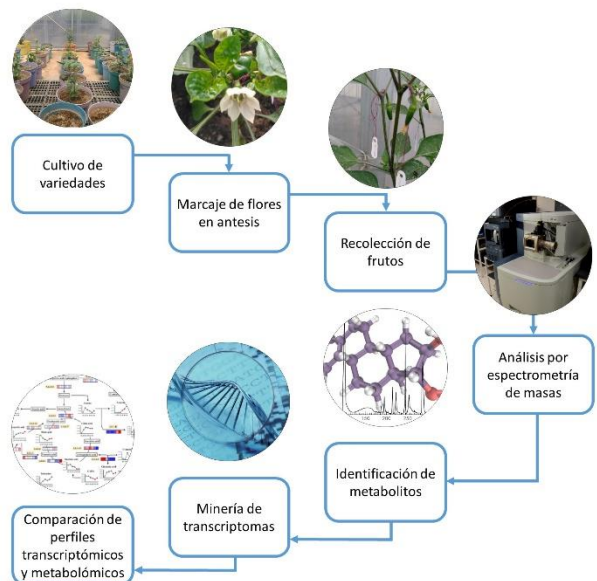 Cultivo de
variedades
Marcaje de flores
en antesis
Recolección de
frutos
Análisis por
espectrometría
de masas
Identificación de
metabolitos
Minería de
transcriptomas
Comparación de
perfiles
transcriptómicos
y metabolómicos